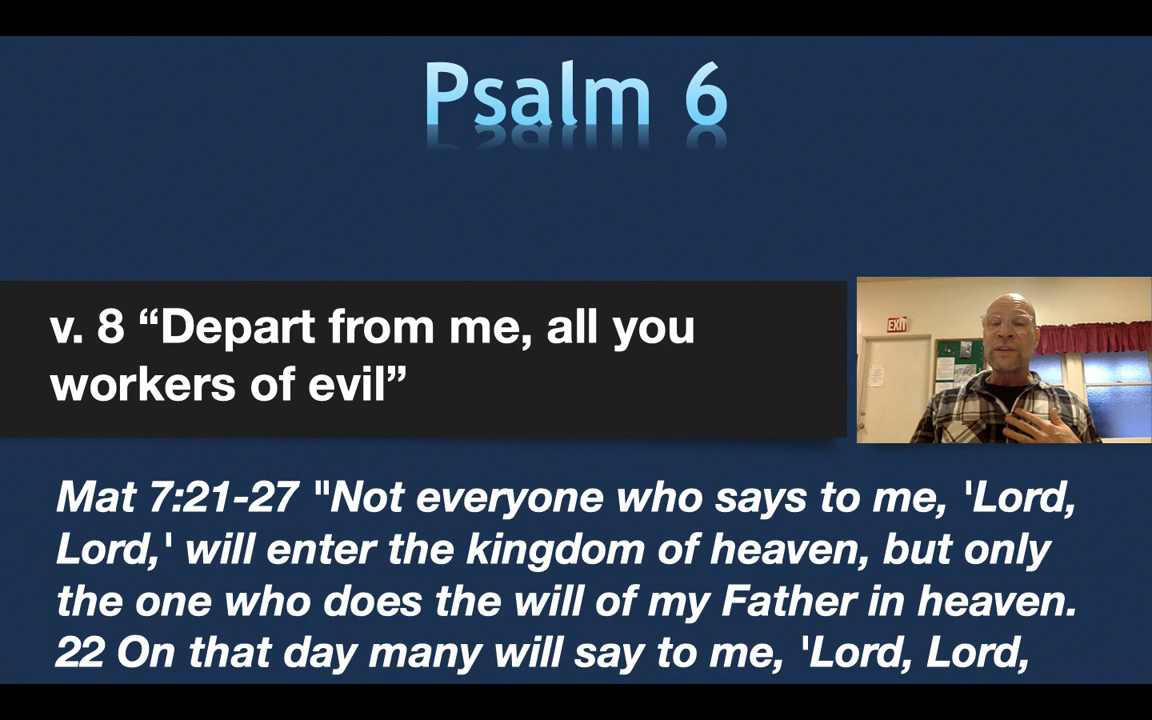 Psalm 6
v. 8 “Depart from me, all you
workers of evil”
EXIT
Mat 7:21-27 "Not everyone who says to me, 'Lord,
Lord,' will enter the kingdom of heaven, but only
the one who does the will of my Father in heaven.
22 On that day many will say to me, 'Lord, Lord,